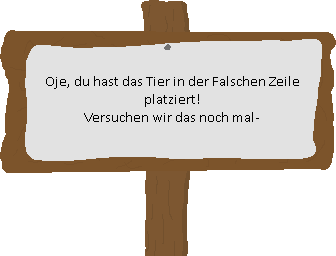 Oje, du hast das Tier in der Falschen Zeile
platziert!
Versuchen wir das noch mal-